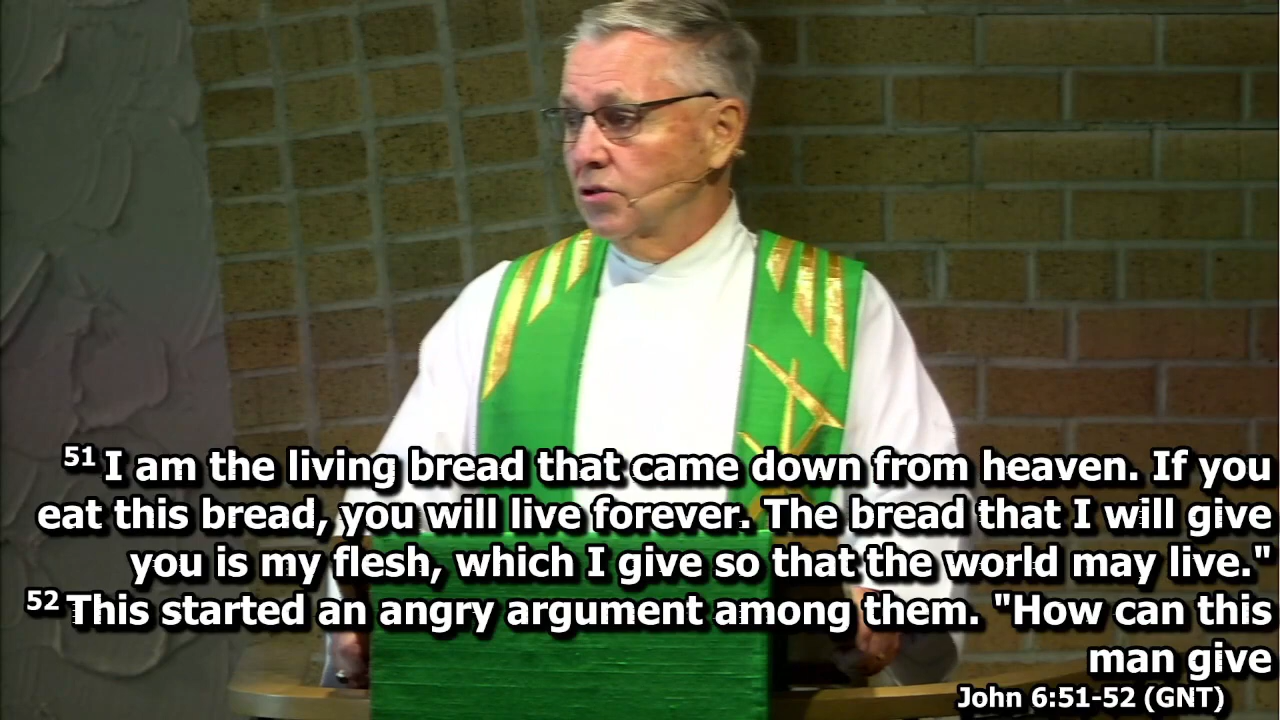 51 I am the living bread that came down from heaven. If you
eat this bread, you will live forever. The bread that I will give
you is my flesh, which I give so that the world may live."
52 This started an angry argument among them. "How can this
man give
John 6:51-52 (GNT)